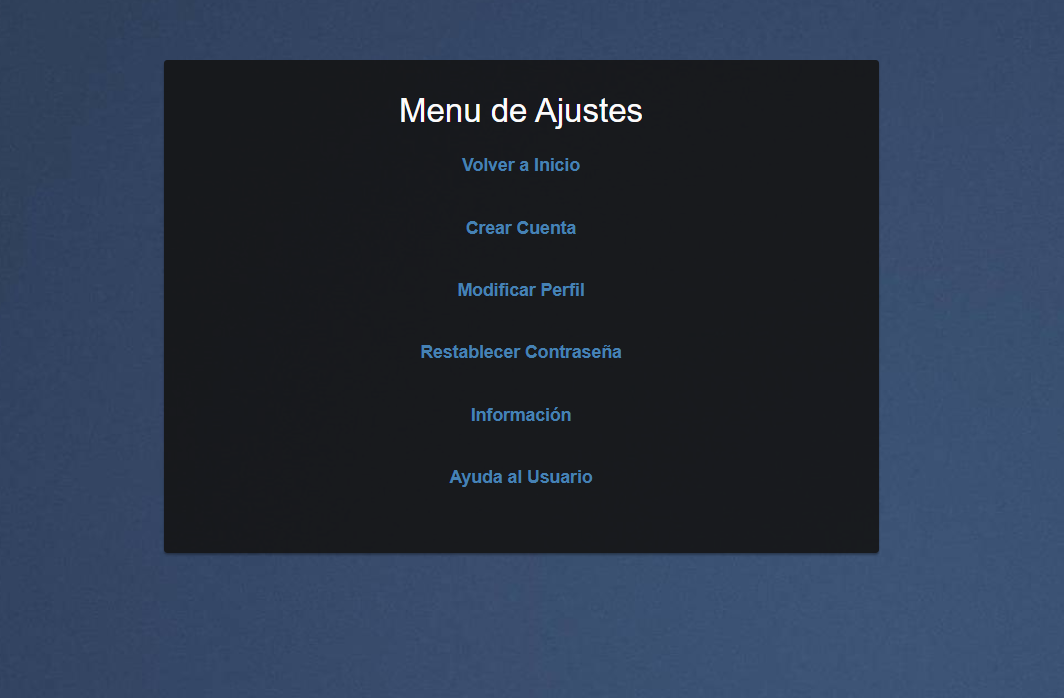 Menu de Ajustes
Volver a Inicio
Crear Cuenta
Modificar Perfil
Restablecer Contraseña
Información
Ayuda al Usuario